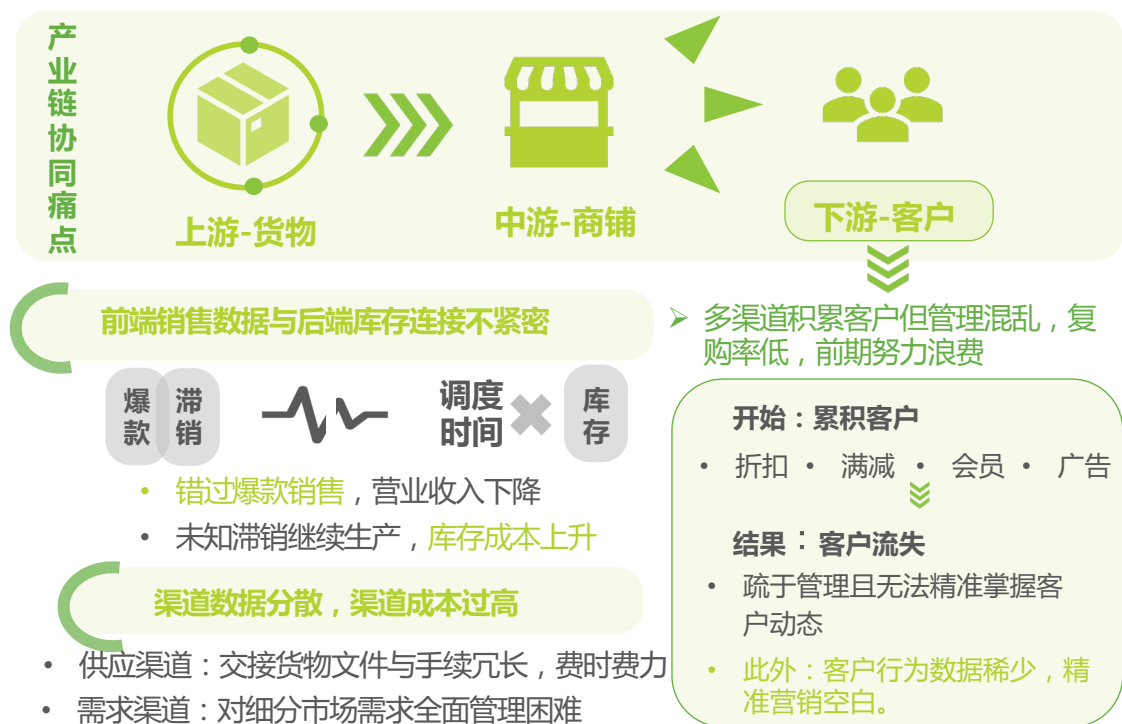 产业链协同痛点
上游-货物
中游-商铺
下游-客户
前端销售数据与后端库存连接不紧密
爆款
滞销
调度
时间
库存
• 错过爆款销售，营业收入下降
• 未知滞销继续生产，库存成本上升
渠道数据分散，渠道成本过高
• 供应渠道：交接货物文件与手续冗长，费时费力
• 需求渠道：对细分市场需求全面管理困难
➢ 多渠道积累客户但管理混乱，复
购率低，前期努力浪费
开始：累积客户
• 折扣 • 满减 • 会员 • 广告
结果：客户流失
• 疏于管理且无法精准掌握客
户动态
• 此外：客户行为数据稀少，精
准营销空白。